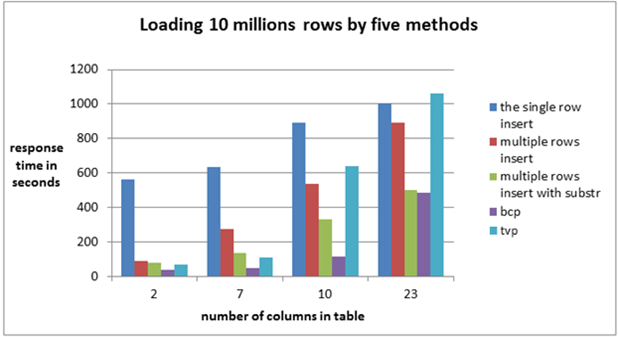 Loading 10 millions rows by five methods
1200
1000
800
600
400
200
0
response
time in
seconds
2 7 10 23
number of columns in table
the single row
insert
multiple rows
insert
multiple rows
insert with substr
bcp
tvp